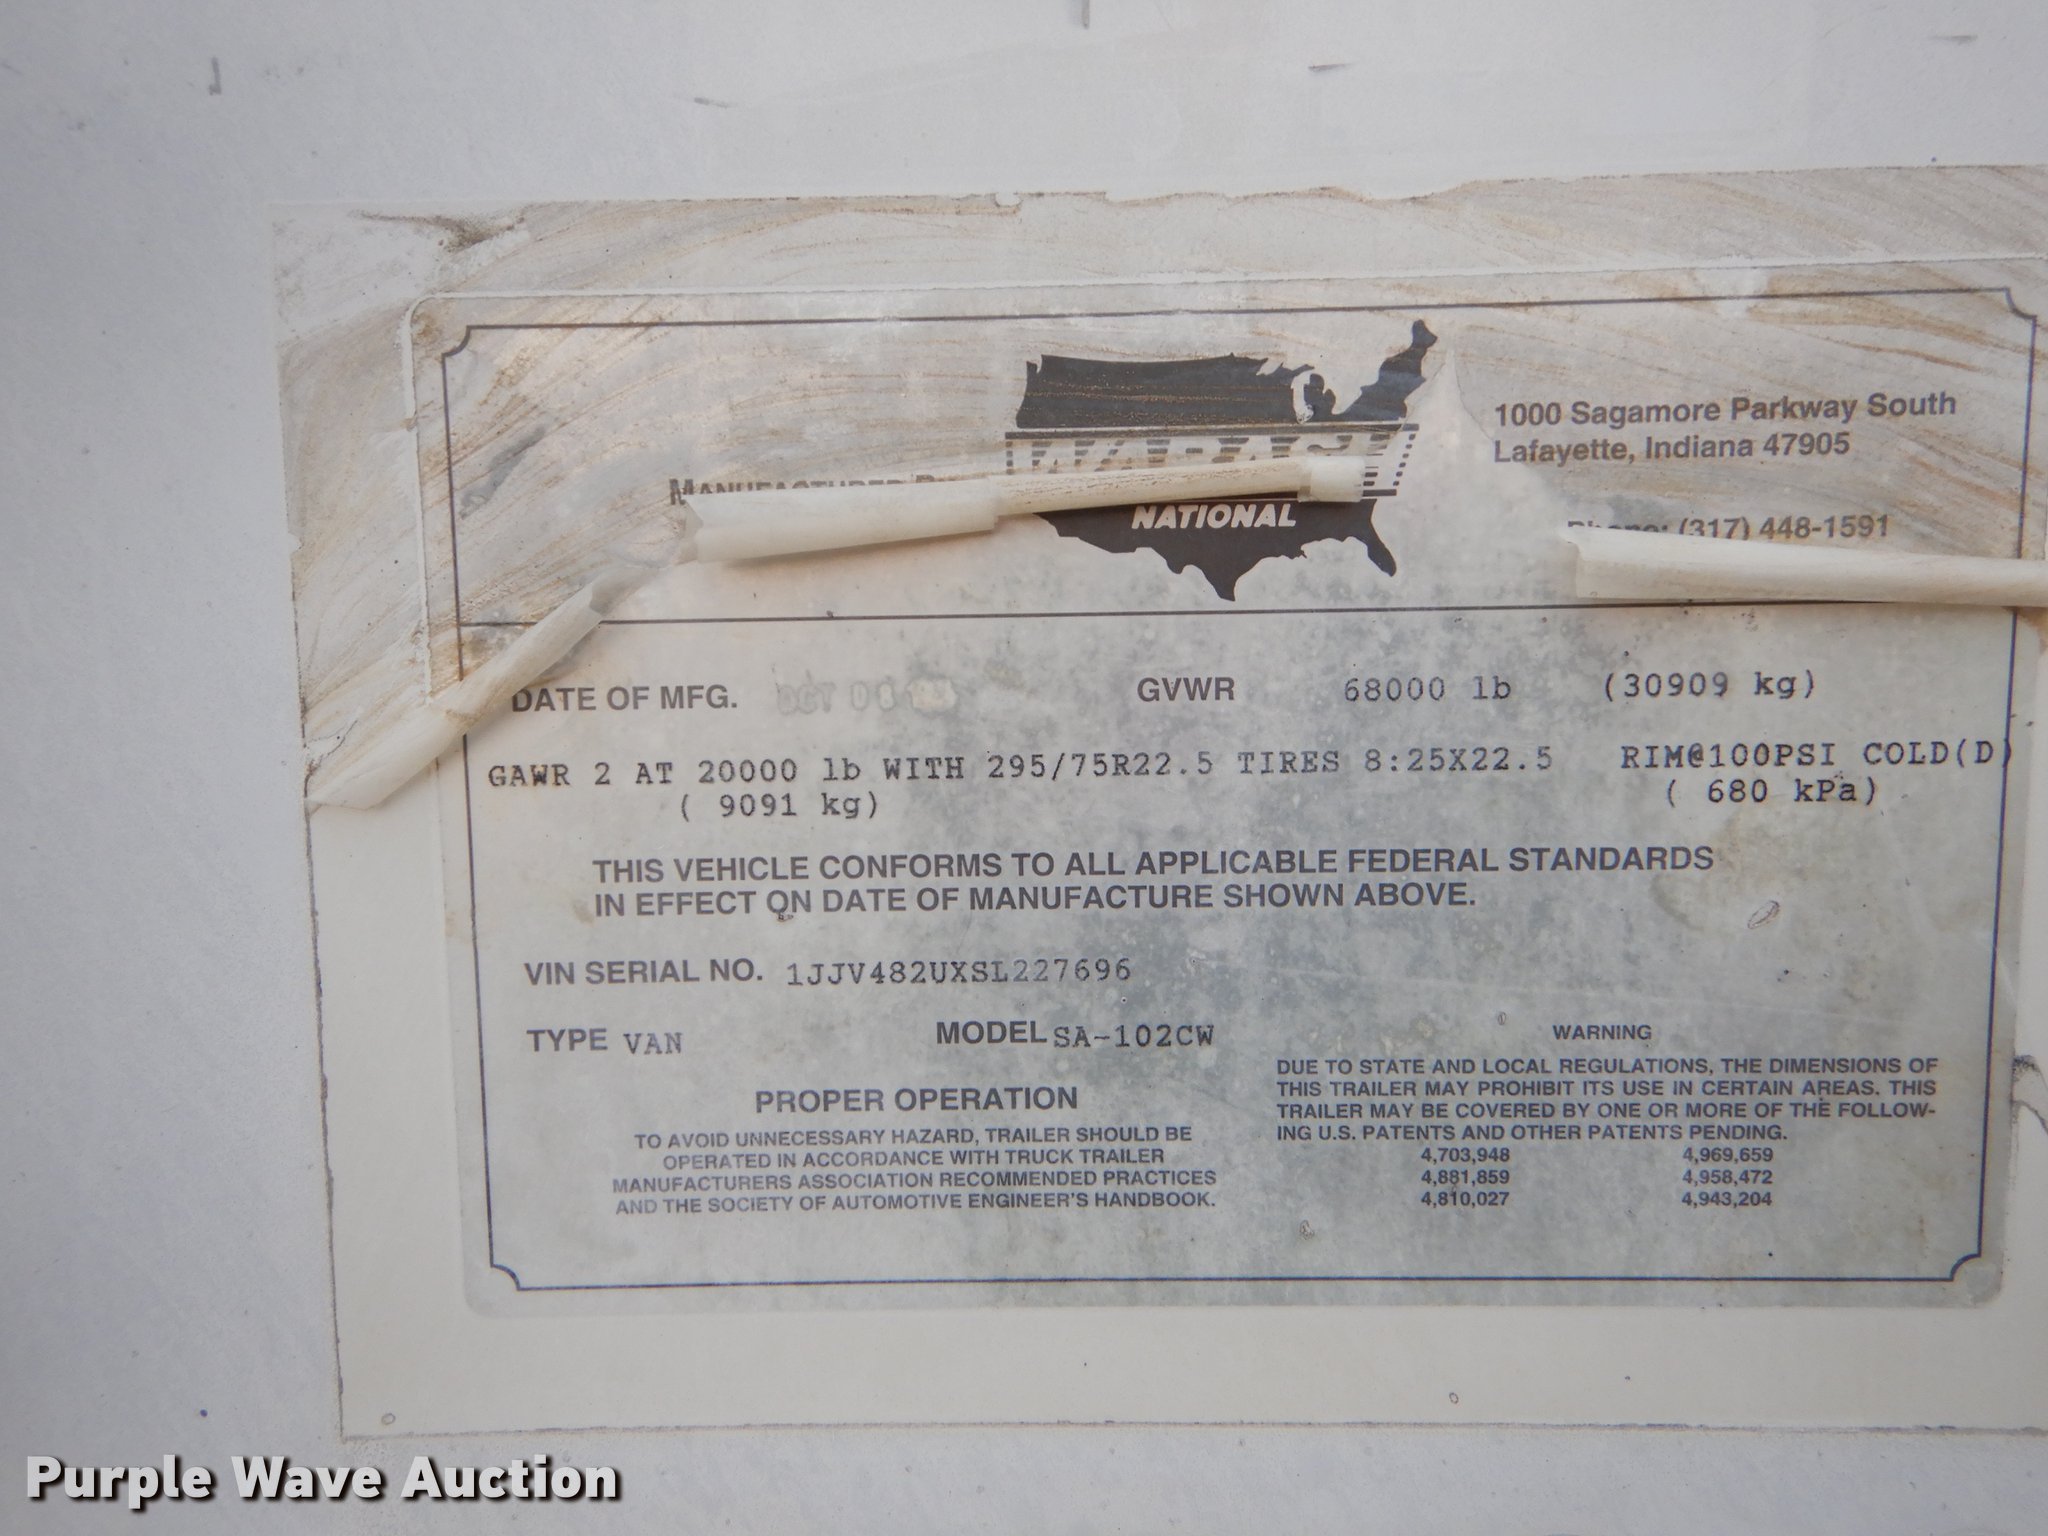 1000 Sagamore Parkway South
Lafayette, Indiana 47905
MANUFACTURED
NATIONAL
Phone: (317) 448-1591
DATE OF MFG. OCT 08
GVWR 68000 lb (30909 kg)
GAWR 2 AT 20000 lb WITH 295/75R22.5 TIRES 8:25X22.5 RIM@100PSI COLD(D)
( 9091 kg) ( 680 kPa)
THIS VEHICLE CONFORMS TO ALL APPLICABLE FEDERAL STANDARDS
IN EFFECT ON DATE OF MANUFACTURE SHOWN ABOVE.
VIN SERIAL NO. 1JJV482UXSL227696
TYPE VAN MODEL SA-102CW
PROPER OPERATION
TO AVOID UNNECESSARY HAZARD, TRAILER SHOULD BE
OPERATED IN ACCORDANCE WITH TRUCK TRAILER
MANUFACTURERS ASSOCIATION RECOMMENDED PRACTICES
AND THE SOCIETY OF AUTOMOTIVE ENGINEER'S HANDBOOK.
WARNING
DUE TO STATE AND LOCAL REGULATIONS, THE DIMENSIONS OF
THIS TRAILER MAY PROHIBIT ITS USE IN CERTAIN AREAS. THIS
TRAILER MAY BE COVERED BY ONE OR MORE OF THE FOLLOW-
ING U.S. PATENTS AND OTHER PATENTS PENDING.
4,703,948 4,969,659
4,881,859 4,958,472
4,810,027 4,943,204
Purple Wave Auction